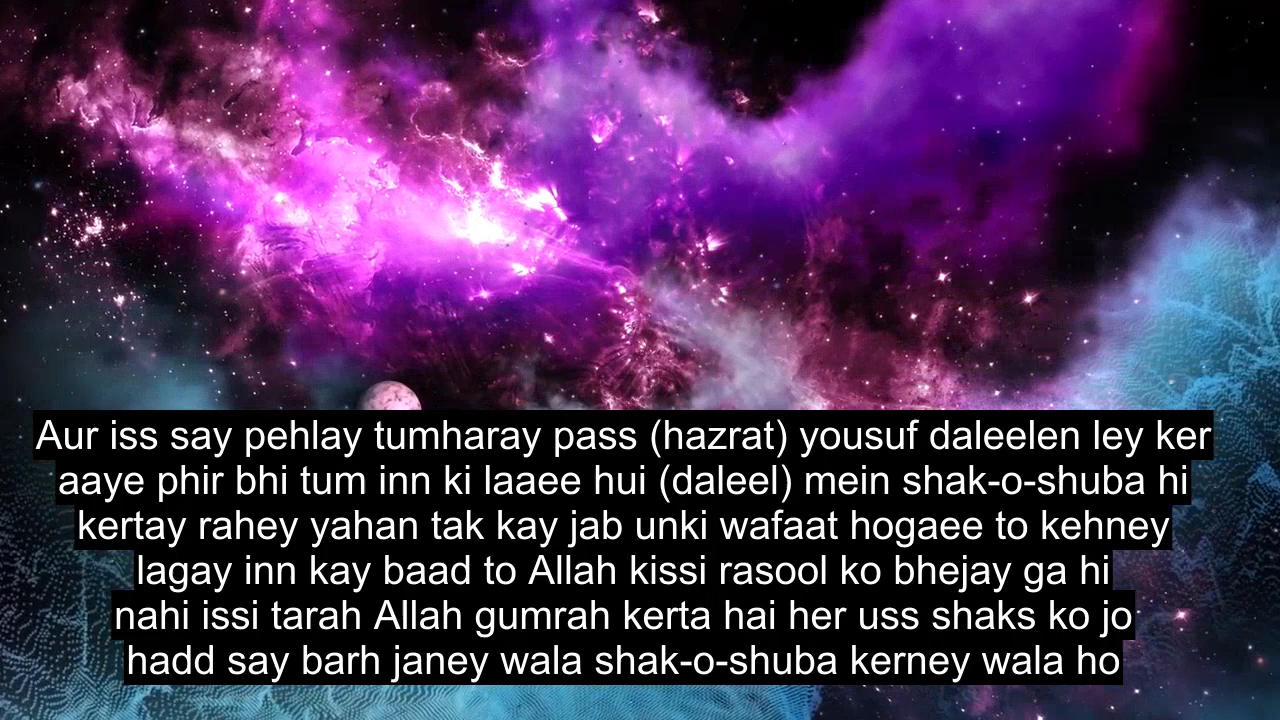 Aur iss say pehlay tumharay pass (hazrat) yousuf daleelen ley ker
aaye phir bhi tum inn ki laaee hui (daleel) mein shak-o-shuba hi
kertay rahey yahan tak kay jab unki wafaat hogaee to kehney
lagay inn kay baad to Allah kissi rasool ko bhejay ga hi
nahi issi tarah Allah gumrah kerta hai her uss shaks ko jo
hadd say barh janey wala shak-o-shuba kerney wala ho